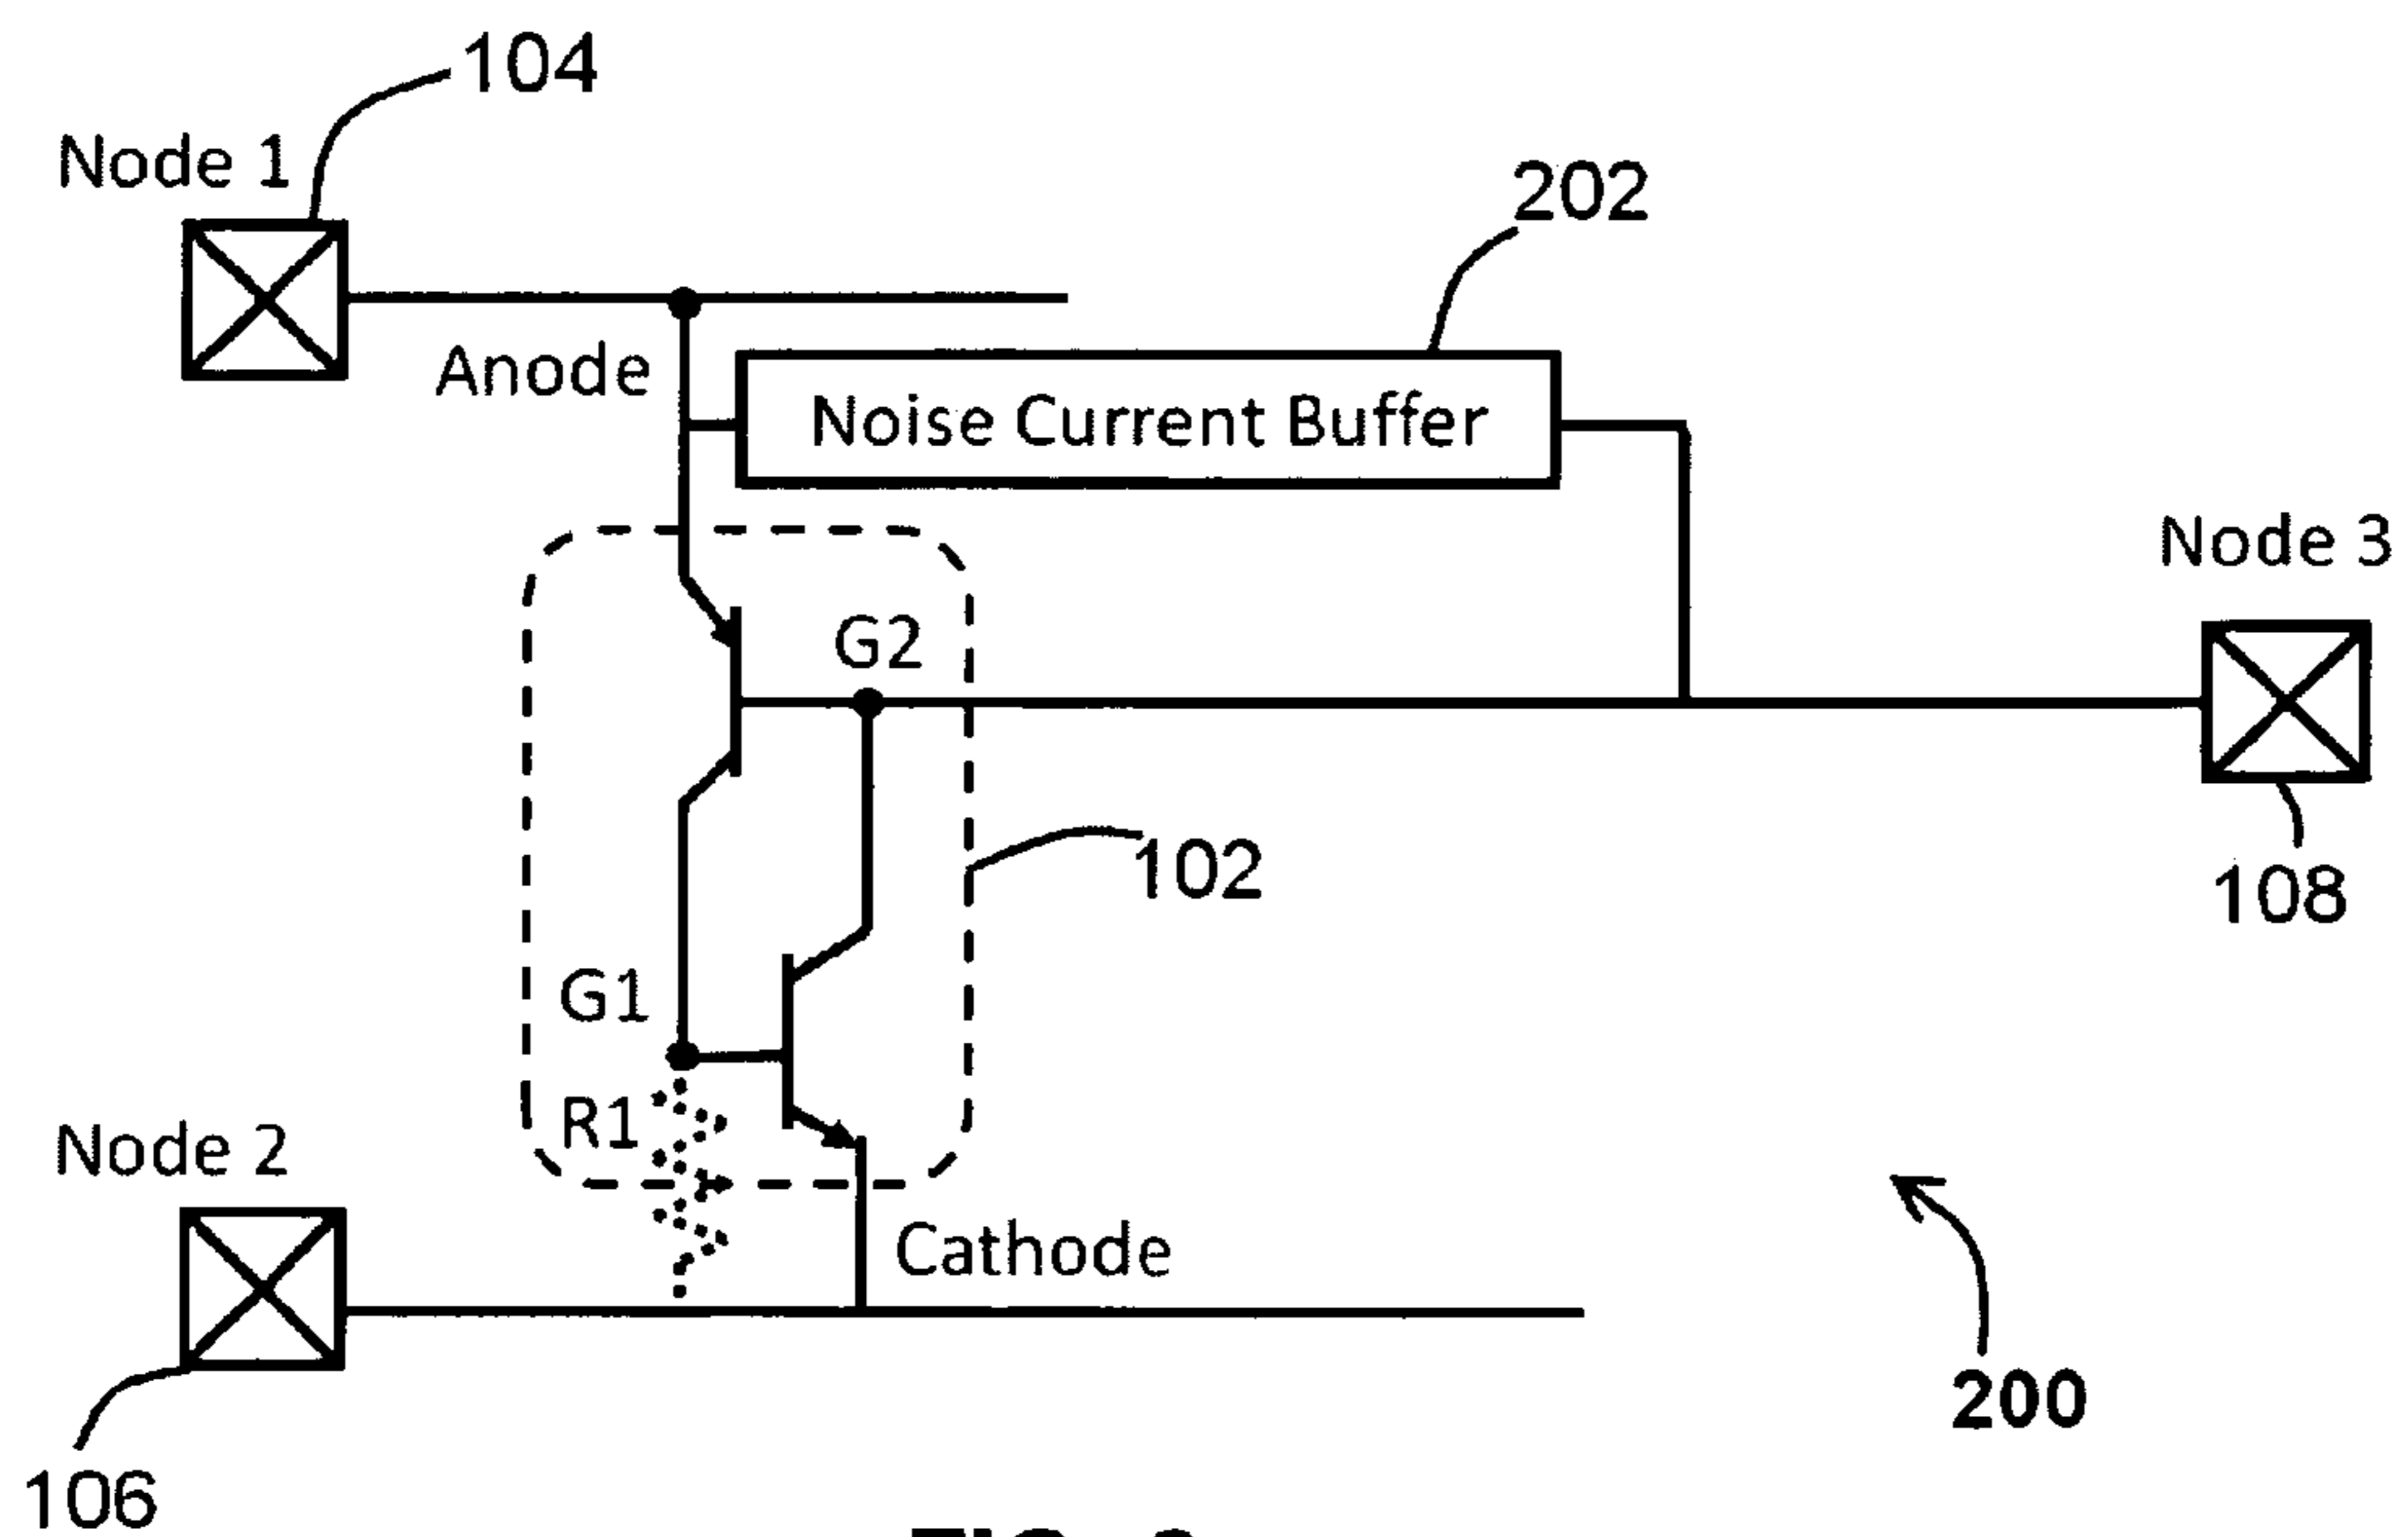 104
Node 1
202
Anode
Noise Current Buffer
Node 3
G2
102
108
G1
R1
Node 2
Cathode
200
106